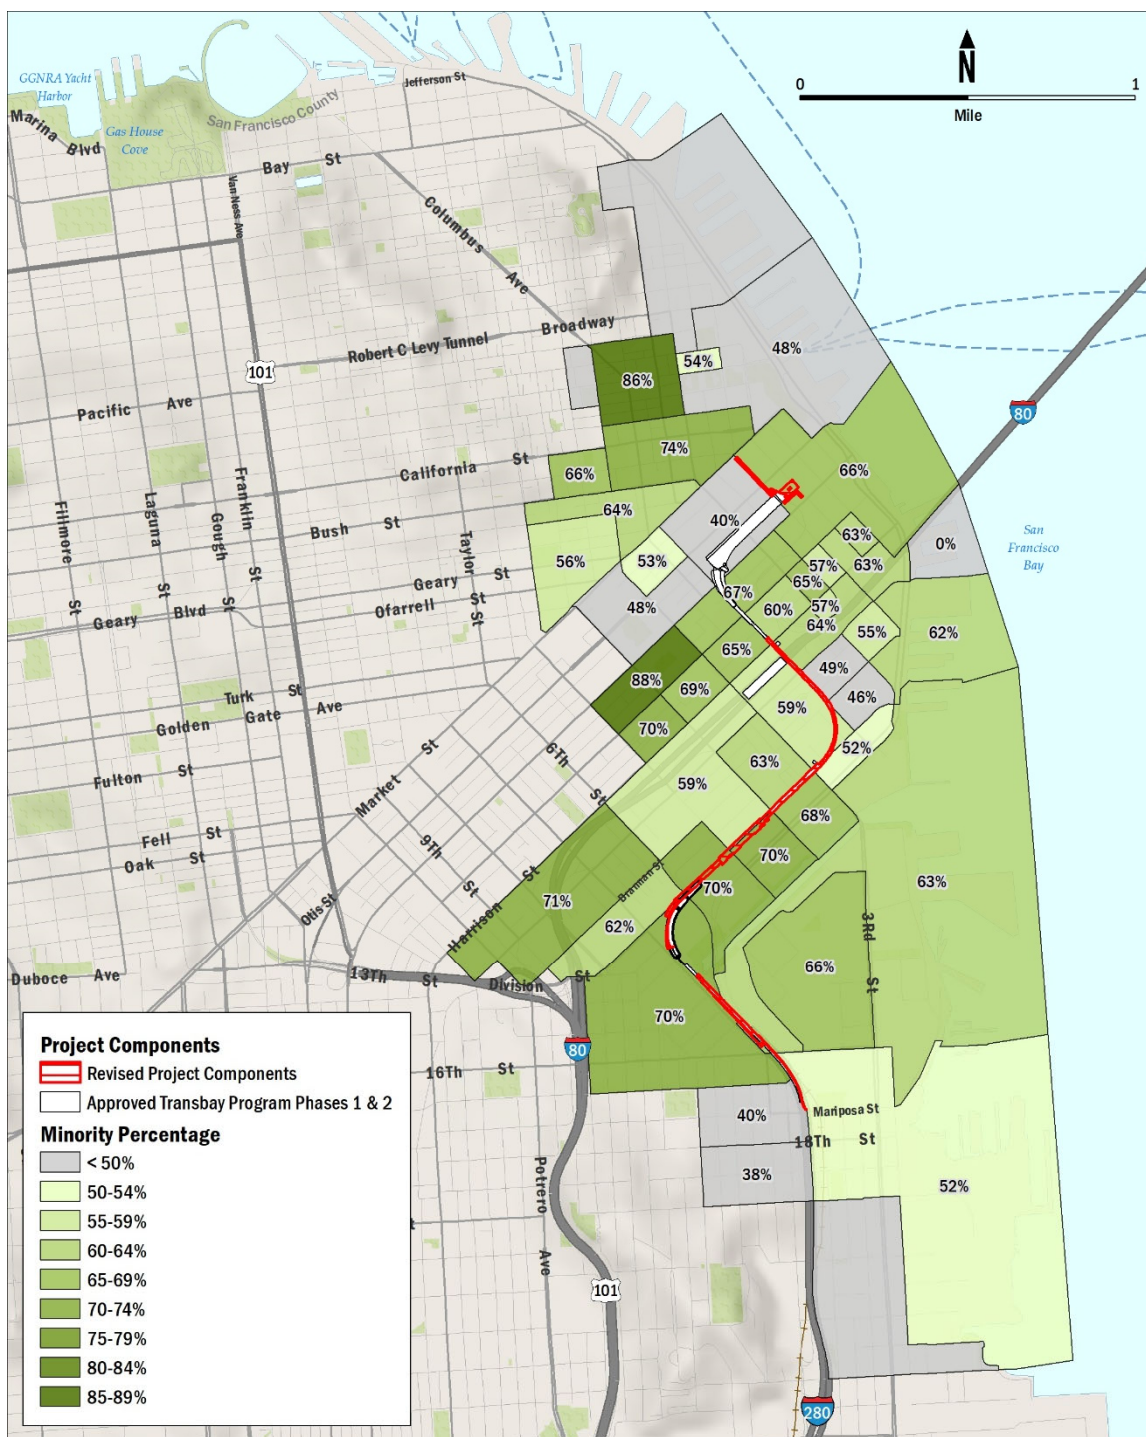 GGNRA Yacht
Harbor
Marina Blvd
Gas House
Cove
San Francisco County
Jefferson St
Bay St
Van Ness Ave
Columbus Ave
N
0 1
Mile
Broadway
Robert C Levy Tunnel
48%
54%
86%
101
80
Pacific Ave
California St
74%
66%
66%
64%
40%
Fillmore St
Laguna St
Gough St
Franklin St
Bush St
Taylor St
56%
53%
63%
0%
San
Francisco
Bay
57%
63%
65%
Geary St
48%
67%
60%
57%
Ofarrell St
64%
Geary Blvd
55%
62%
65%
49%
88%
69%
46%
Turk St
59%
Golden Gate Ave
70%
6Th St
52%
63%
Fulton St
59%
Market St
68%
Fell St
Oak St
9Th St
70%
Brannan St
70%
63%
Otis St
Harrison St
71%
62%
3Rd St
66%
Duboce Ave
13Th St
Division St
70%
80
16Th St
40%
Mariposa St
18Th St
38%
52%
Potrero Ave
101
280
Project Components
Revised Project Components
Approved Transbay Program Phases 1 & 2
Minority Percentage
< 50%
50-54%
55-59%
60-64%
65-69%
70-74%
75-79%
80-84%
85-89%